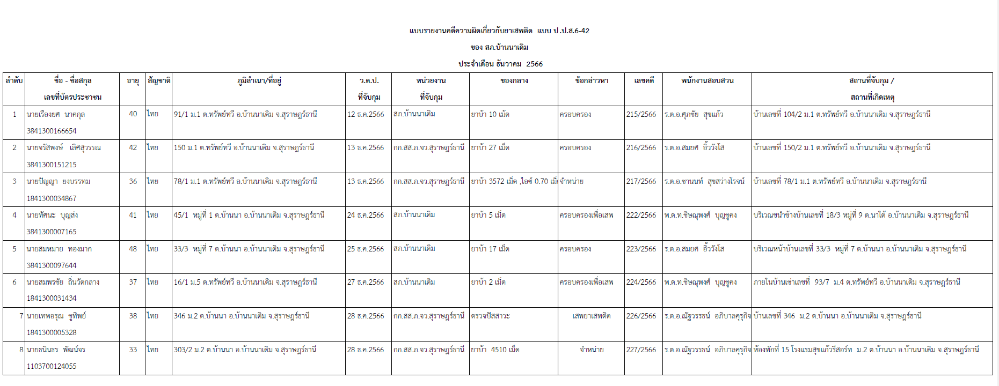 แบบรายงานคดีความผิดเกี่ยวกับยาเสพติด แบบ ป.ป.ส.6-42
ของ สภ.บ้านนาเดิม
ประจำเดือน ธันวาคม 2566
ลำดับ ชื่อ - ชื่อสกุล อายุ สัญชาติ ภูมิลำเนา/ที่อยู่ ว.ด.ป. หน่วยงาน ของกลาง ข้อกล่าวหา เลขคดี พนักงานสอบสวน สถานที่จับกุม /
เลขที่บัตรประชาชน ที่จับกุม ที่จับกุม สถานที่เกิดเหตุ
1 นายเรืองยศ นาคกุล 40 ไทย 91/1 ม.1 ต.ทรัพย์ทวี อ.บ้านนาเดิม จ.สุราษฎร์ธานี 12 ธ.ค.2566 สภ.บ้านนาเดิม ยาบ้า 10 เม้ด ครอบครอง 215/2566 ร.ต.อ.ศุภชัย สุขแก้ว บ้านเลขที่ 104/2 ม.1 ต.ทรัพย์ทวี อ.บ้านนาเดิม จ.สุราษฎร์ธานี
3841300166654
2 นายจรัสพงษ์ เลิศสุวรรณ 42 ไทย 150 ม.1 ต.ทรัพย์ทวี อ.บ้านนาเดิม จ.สุราษฎร์ธานี 13 ธ.ค.2566 กก.สส.ภ.จว.สุราษฎร์ธานี ยาบ้า 27 เม็ด ครอบครอง 216/2566 ร.ต.อ.สมยศ อิ้ววังโส บ้านเลขที่ 150/2 ม.1 ต.ทรัพย์ทวี อ.บ้านนาเดิม จ.สุราษฎร์ธานี
3841300151215
3 นายปัญญา ยงบรรทม 36 ไทย 78/1 ม.1 ต.ทรัพย์ทวี อ.บ้านนาเดิม จ.สุราษฎร์ธานี 13 ธ.ค.2566 กก.สส.ภ.จว.สุราษฎร์ธานี ยาบ้า 3572 เม็ด ,ไอซ์ 0.70 จำหน่าย 217/2566 ร.ต.อ.ชานนท์ สุขสว่างโรจน์ บ้านเลขที่ 78/1 ม.1 ต.ทรัพย์ทวี อ.บ้านนาเดิม จ.สุราษฎร์ธานี
1841300034867
4 นายทัศนะ บุญส่ง 41 ไทย 45/1 หมู่ที่ 1 ต.บ้านนา อ.บ้านนาเดิม จ.สุราษฎร์ธานี 24 ธ.ค.2566 สภ.บ้านนาเดิม ยาบ้า 5 เม็ด ครอบครองเพื่อเสพ 222/2566 พ.ต.ท.ชิษณุพงศ์ บุญชูคง บริเวณขนำข้างบ้านเลขที่ 18/3 หมู่ที่ 9 ต.นาใต้ อ.บ้านนาเดิม จ.สุราษฎร์ธานี
3841300007165
5 นายสมหมาย ทองมาก 48 ไทย 33/3 หมู่ที่ 7 ต.บ้านนา อ.บ้านนาเดิม จ.สุราษฎร์ธานี 25 ธ.ค.2566 สภ.บ้านนาเดิม ยาบ้า 17 เม็ด ครอบครอง 223/2566 ร.ต.อ.สมยศ อิ้ววังโส บริเวณหน้าบ้านเลขที่ 33/3 หมู่ที่ 7 ต.บ้านนา อ.บ้านนาเดิม จ.สุราษฎร์ธานี
3841300097644
6 นายสมพรชัย ถิ่นวัดกลาง 37 ไทย 16/1 ม.5 ต.ทรัพย์ทวี อ.บ้านนาเดิม จ.สุราษฎร์ธานี 27 ธ.ค.2566 สภ.บ้านนาเดิม ยาบ้า 2 เม็ด ครอบครองเพื่อเสพ 224/2566 พ.ต.ท.ชิษณุพงศ์ บุญชูคง ภายในบ้านเช่าเลขที่ 93/7 ม.4 ต.ทรัพย์ทวี อ.บ้านนาเดิม จ.สุราษฎร์ธานี
1841300031434
7 นายเทพอรุณ ชูทิพย์ 38 ไทย 346 ม.2 ต.บ้านนา อ.บ้านนาเดิม จ.สุราษฎร์ธานี 28 ธ.ค.2566 กก.สส.ภ.จว.สุราษฎร์ธานี ตรวจปัสสาวะ เสพยาเสพติด 226/2566 ร.ต.อ.ณัฐวรรธน์ อภิบาลคุรุกิจ บ้านเลขที่ 346 ม.2 ต.บ้านนา อ.บ้านนาเดิม จ.สุราษฎร์ธานี
1841300005328
8 นายธนินธร พัฒน์จร 33 ไทย 303/2 ม.2 ต.บ้านนา อ.บ้านนาเดิม จ.สุราษฎร์ธานี 28 ธ.ค.2566 กก.สส.ภ.จว.สุราษฎร์ธานี ยาบ้า 4510 เม็ด จำหน่าย 227/2566 ร.ต.อ.ณัฐวรรธน์ อภิบาลคุรุกิจ ห้องพักที่ 15 โรงแรมสุขแก้วรีสอร์ท ม.2 ต.บ้านนา อ.บ้านนาเดิม จ.สุราษฎร์ธานี
1103700124055